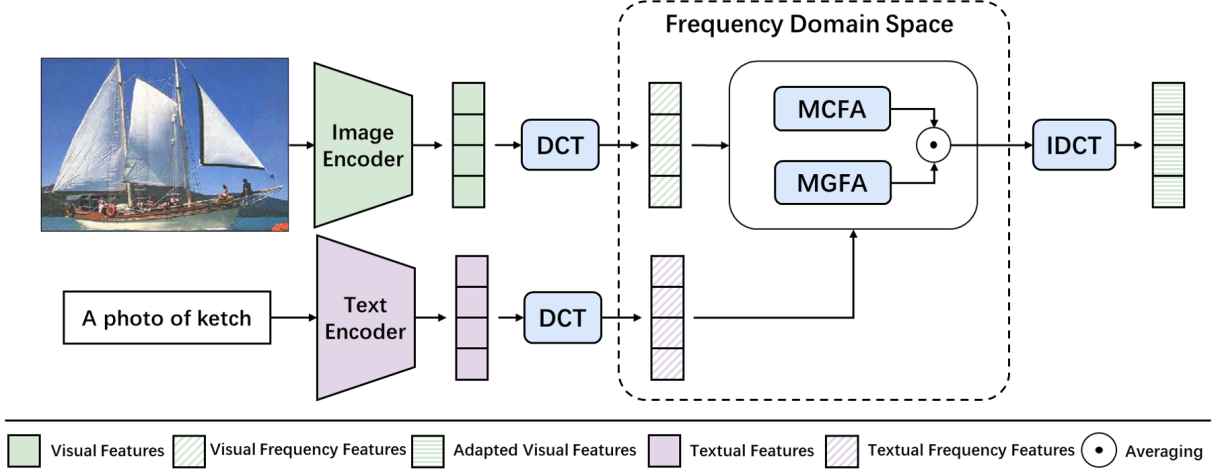 Frequency Domain Space
MCFA
Image
Encoder
DCT
IDCT
MGFA
A photo of ketch
Text
Encoder
DCT
Visual Features
Visual Frequency Features
Adapted Visual Features
Textual Features
Textual Frequency Features
Averaging